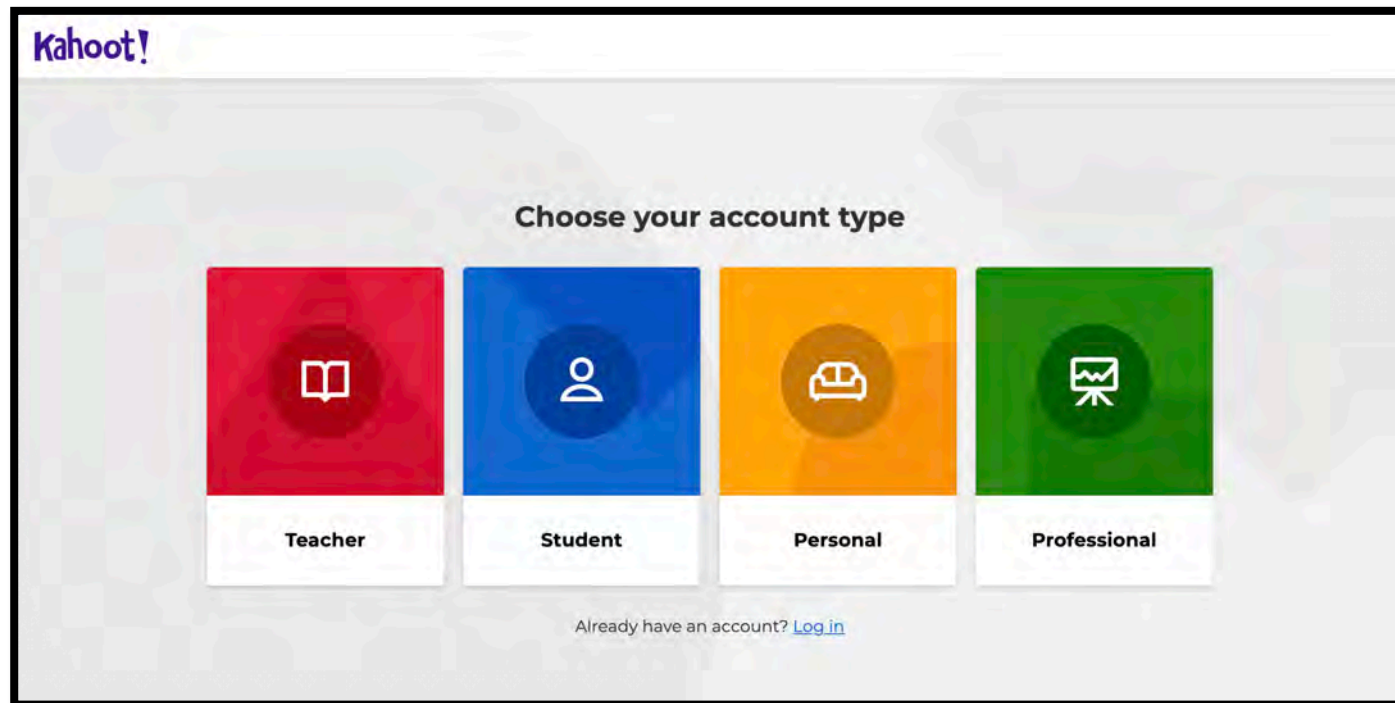 Kahoot!
Choose your account type
Teacher
Student
Personal
Professional
Already have an account? Log in